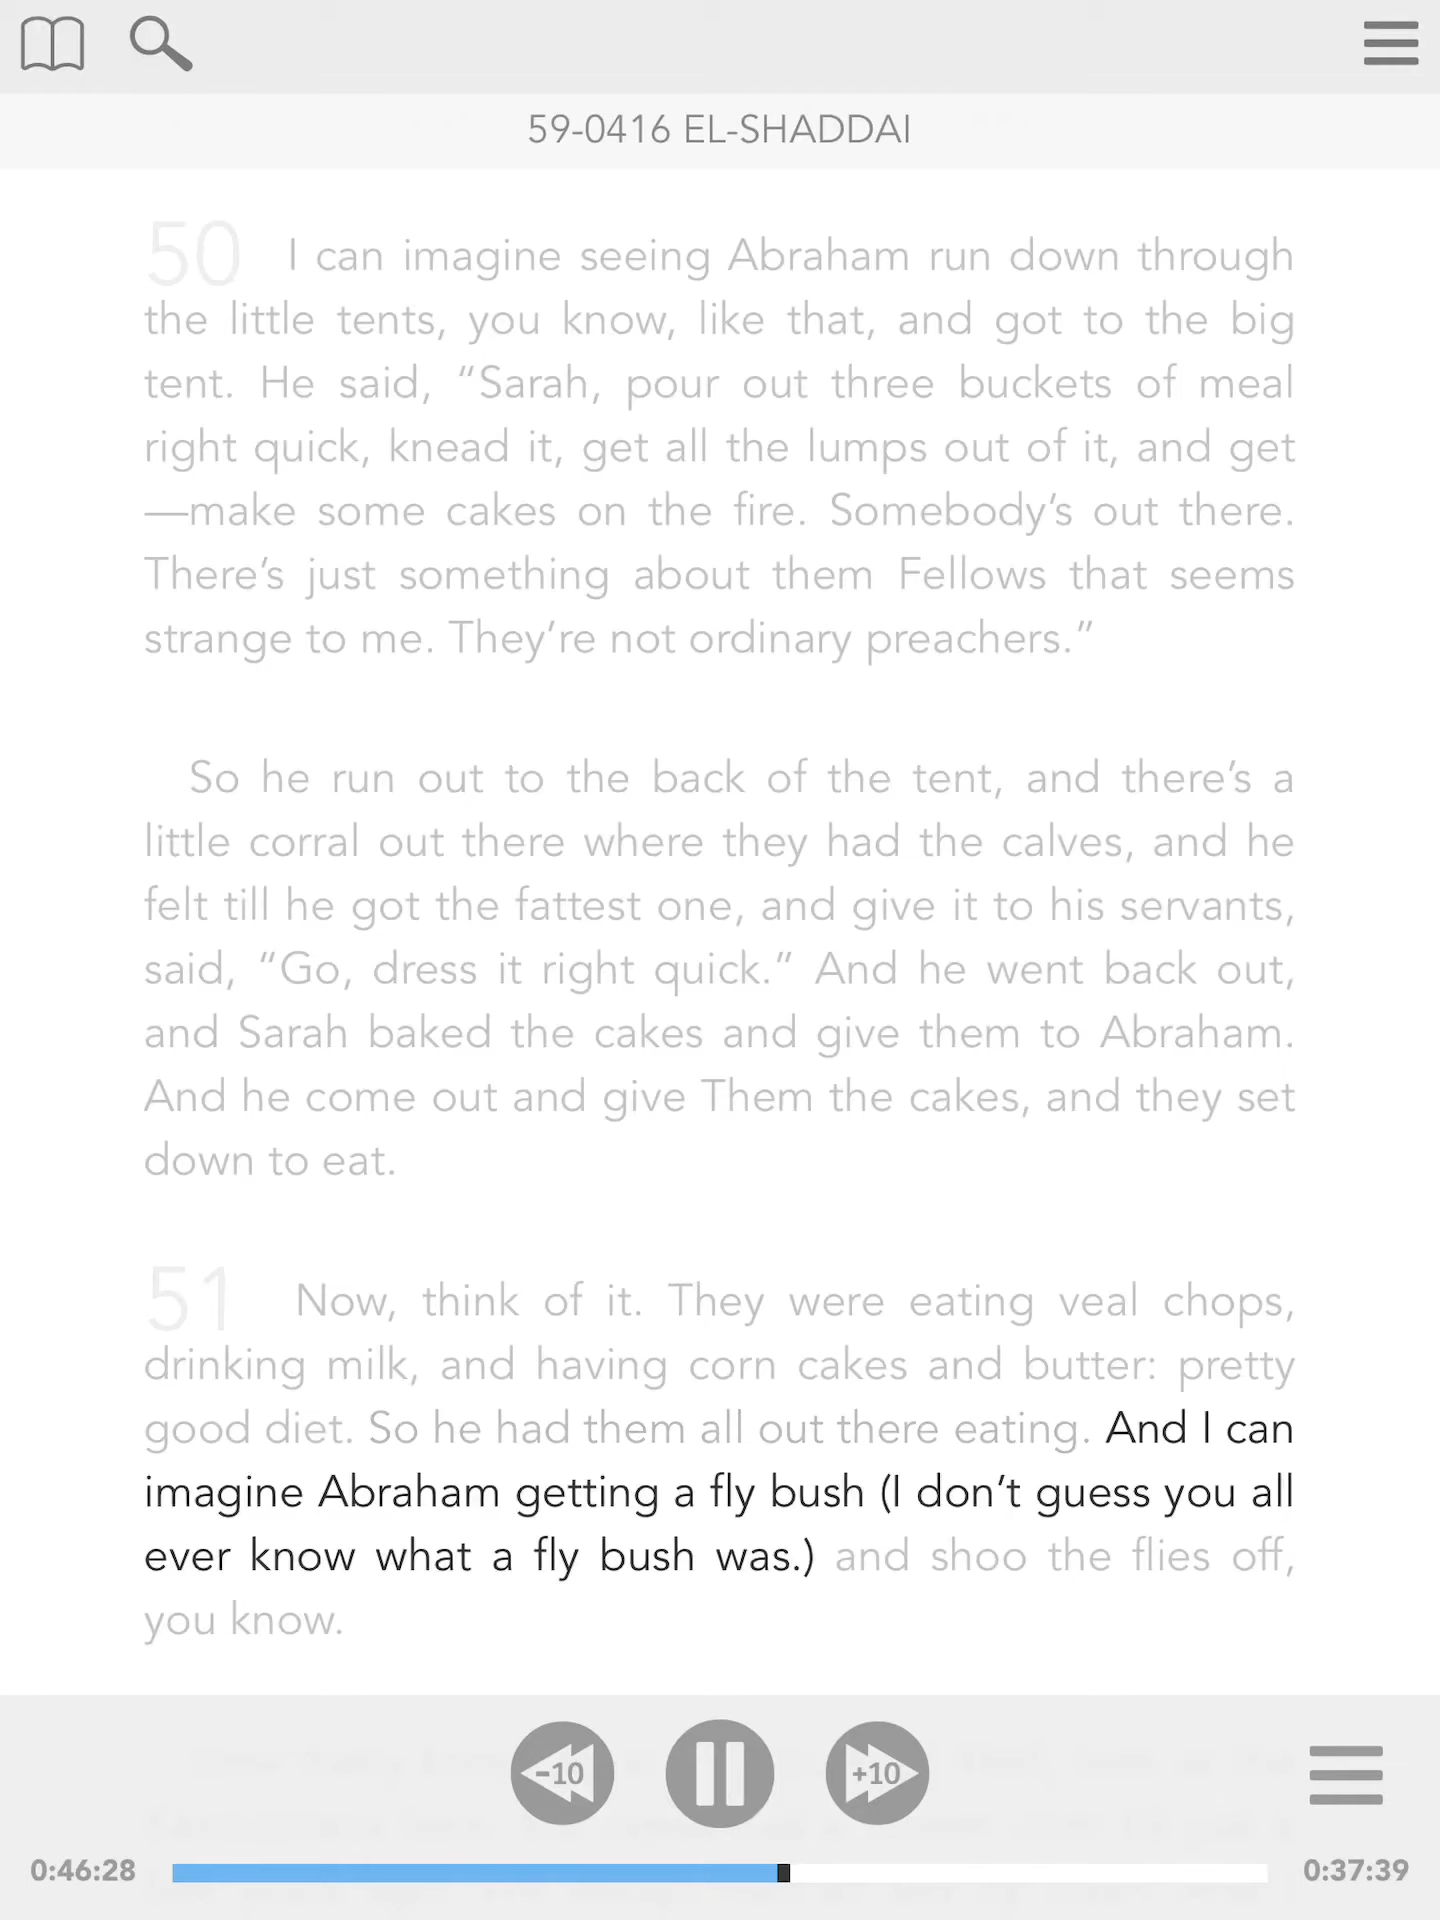 59-0416 EL-SHADDAI
50 I can imagine seeing Abraham run down through
the little tents, you know, like that, and got to the big
tent. He said, “Sarah, pour out three buckets of meal
right quick, knead it, get all the lumps out of it, and get
—make some cakes on the fire. Somebody’s out there.
There’s just something about them Fellows that seems
strange to me. They’re not ordinary preachers.”
So he run out to the back of the tent, and there’s a
little corral out there where they had the calves, and he
felt till he got the fattest one, and give it to his servants,
said, “Go, dress it right quick.” And he went back out,
and Sarah baked the cakes and give them to Abraham.
And he come out and give Them the cakes, and they set
down to eat.
51 Now, think of it. They were eating veal chops,
drinking milk, and having corn cakes and butter: pretty
good diet. So he had them all out there eating. And I can
imagine Abraham getting a fly bush (I don’t guess you all
ever know what a fly bush was.) and shoo the flies off,
you know.
-10 +10
0:46:28 0:37:39